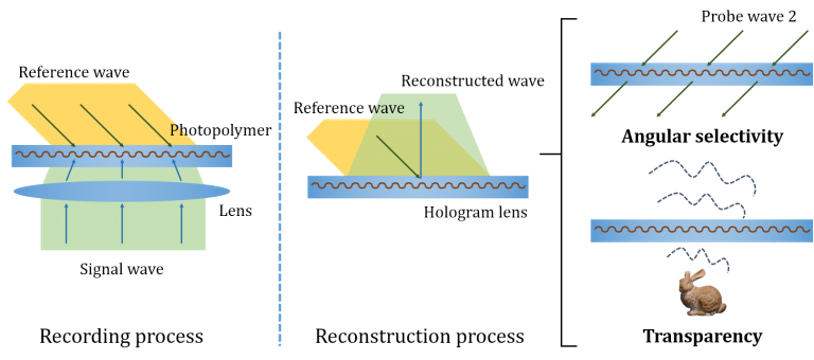 Reference wave
Photopolymer
Lens
Signal wave
Recording process
Reconstructed wave
Reference wave
Hologram lens
Reconstruction process
Probe wave 2
Angular selectivity
Transparency